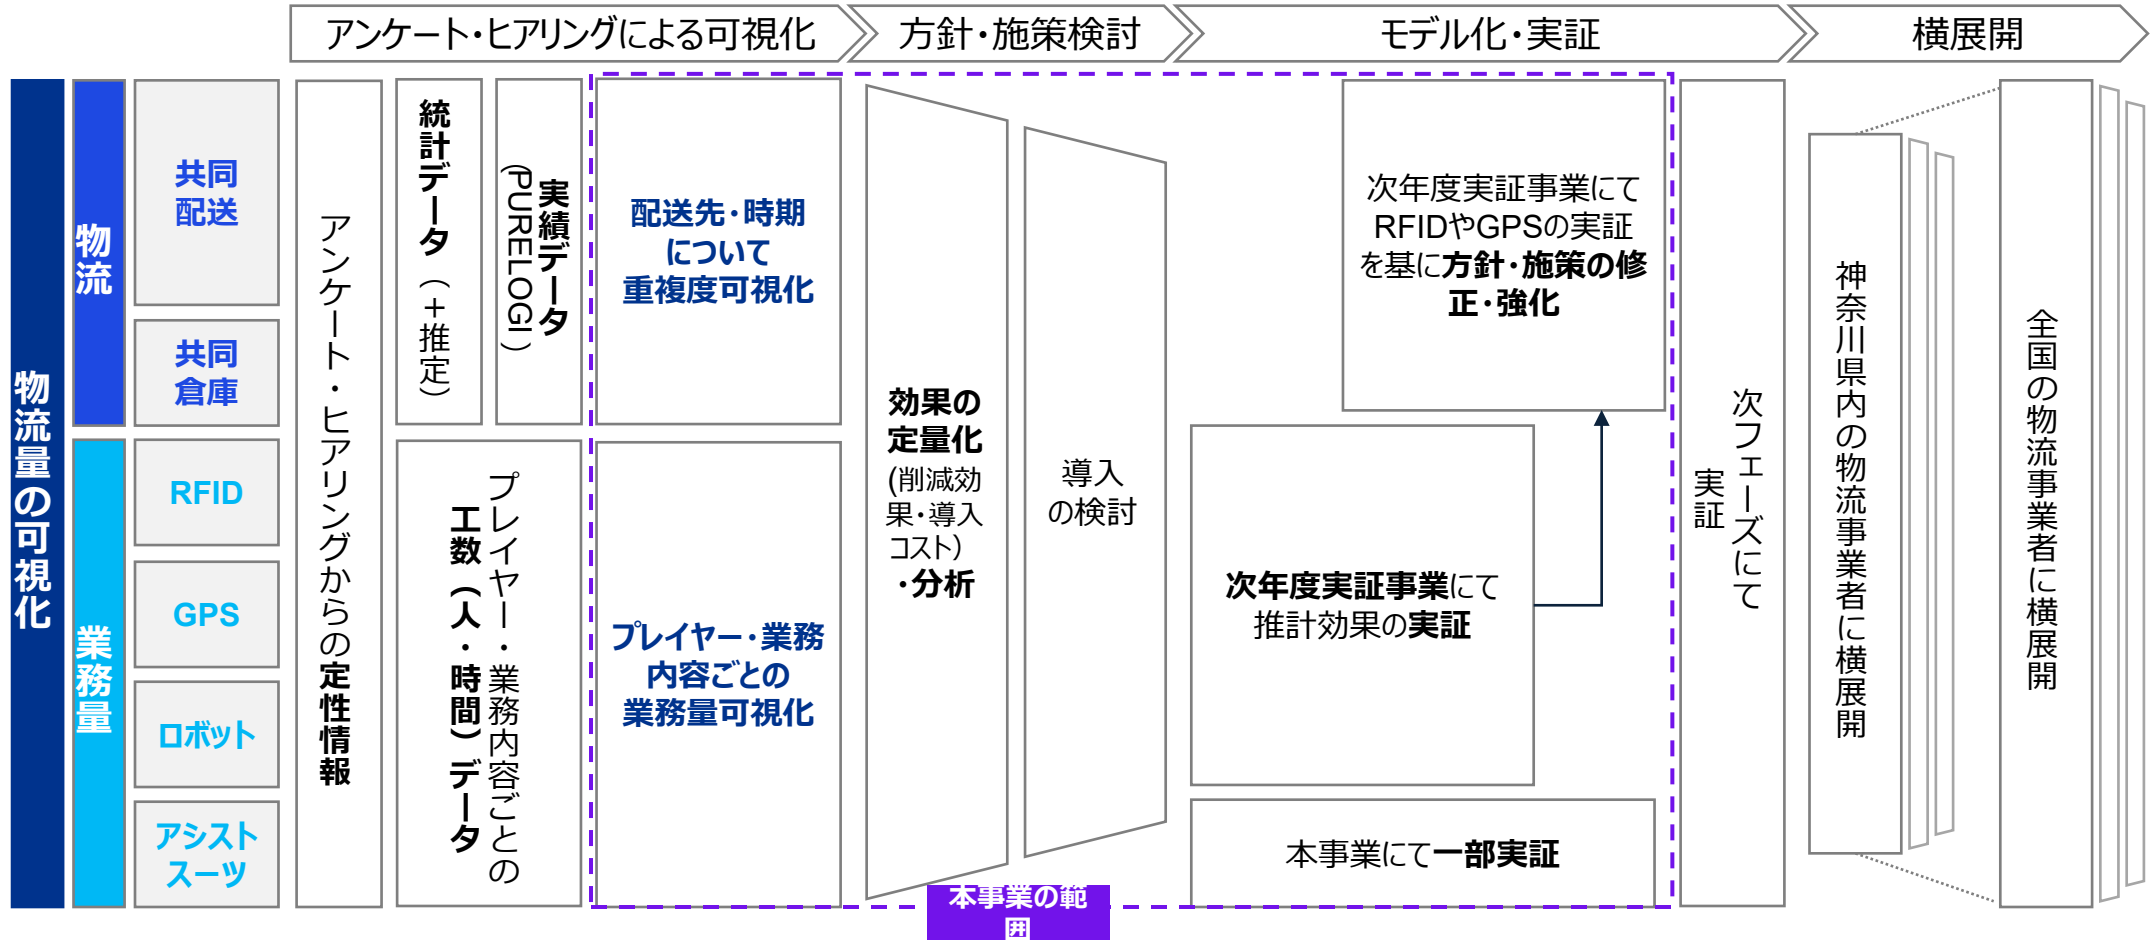 アンケート・ヒアリングによる可視化
方針・施策検討
モデル化・実証
横展開
物流量の可視化
物流
業務量
共同
配送
共同
倉庫
RFID
GPS
ロボット
アシスト
スーツ
アンケート・ヒアリングからの定性情報
統計データ（＋推定）
実績データ
(PURELOGI）
プレイヤー・業務内容ごとの
工数（人・時間）データ
配送先・時期
について
重複度可視化
プレイヤー・業務
内容ごとの
業務量可視化
効果の
定量化
(削減効
果・導入
コスト）
・分析
導入
の検討
次年度実証事業にて
RFIDやGPSの実証
を基に方針・施策の修
正・強化
次年度実証事業にて
推計効果の実証
本事業にて一部実証
次フェーズにて
実証
神奈川県内の物流事業者に横展開
全国の物流事業者に横展開
本事業の範
囲